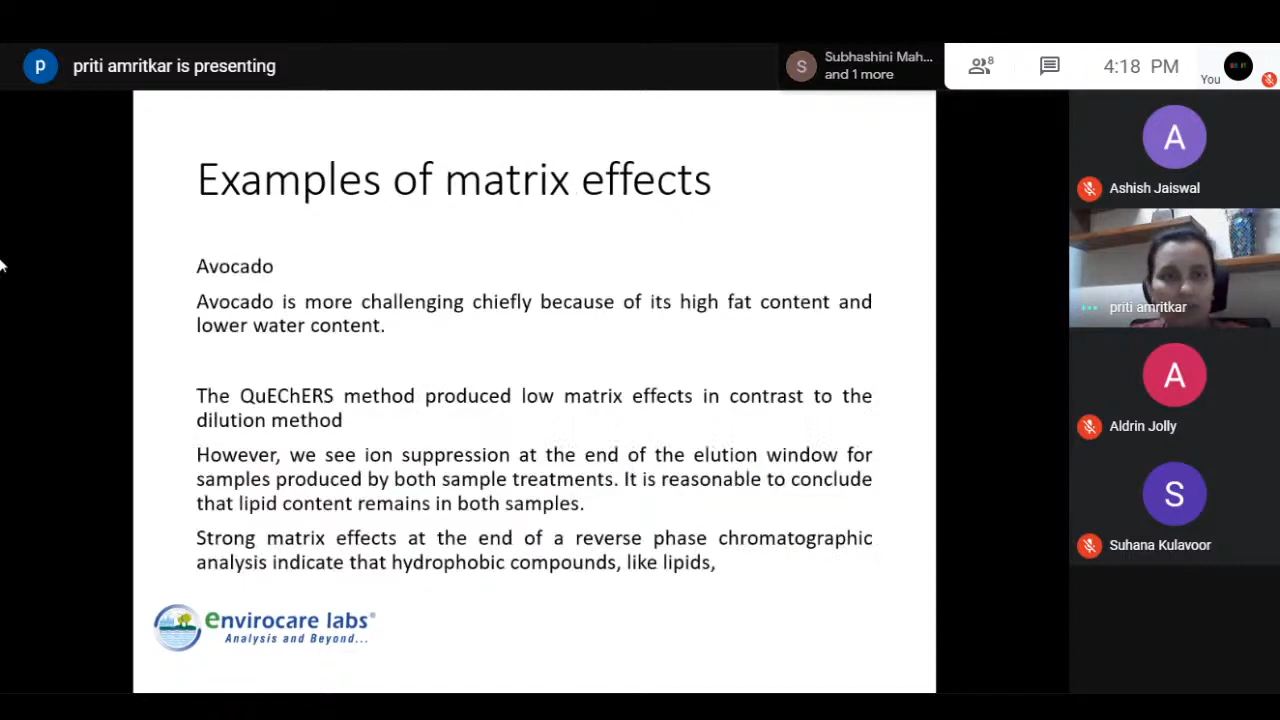 p
priti amritkar is presenting
S
Subhashini Mah...
and 1 more
8
4:18 PM
You
Examples of matrix effects
Avocado
Avocado is more challenging chiefly because of its high fat content and
lower water content.
The QuEChERS method produced low matrix effects in contrast to the
dilution method
However, we see ion suppression at the end of the elution window for
samples produced by both sample treatments. It is reasonable to conclude
that lipid content remains in both samples.
Strong matrix effects at the end of a reverse phase chromatographic
analysis indicate that hydrophobic compounds, like lipids,
envirocare labs®
Analysis and Beyond...
A
Ashish Jaiswal
priti amritkar
A
Aldrin Jolly
S
Suhana Kulavoor